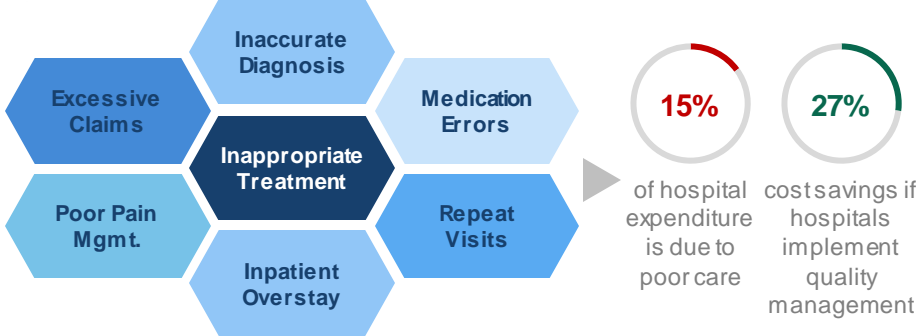 Inaccurate
Diagnosis
Excessive
Claims
Medication
Errors
Inappropriate
Treatment
Poor Pain
Mgmt.
Repeat
Visits
Inpatient
Overstay
15%
of hospital
expenditure
is due to
poor care
27%
cost savings if
hospitals
implement
quality
management